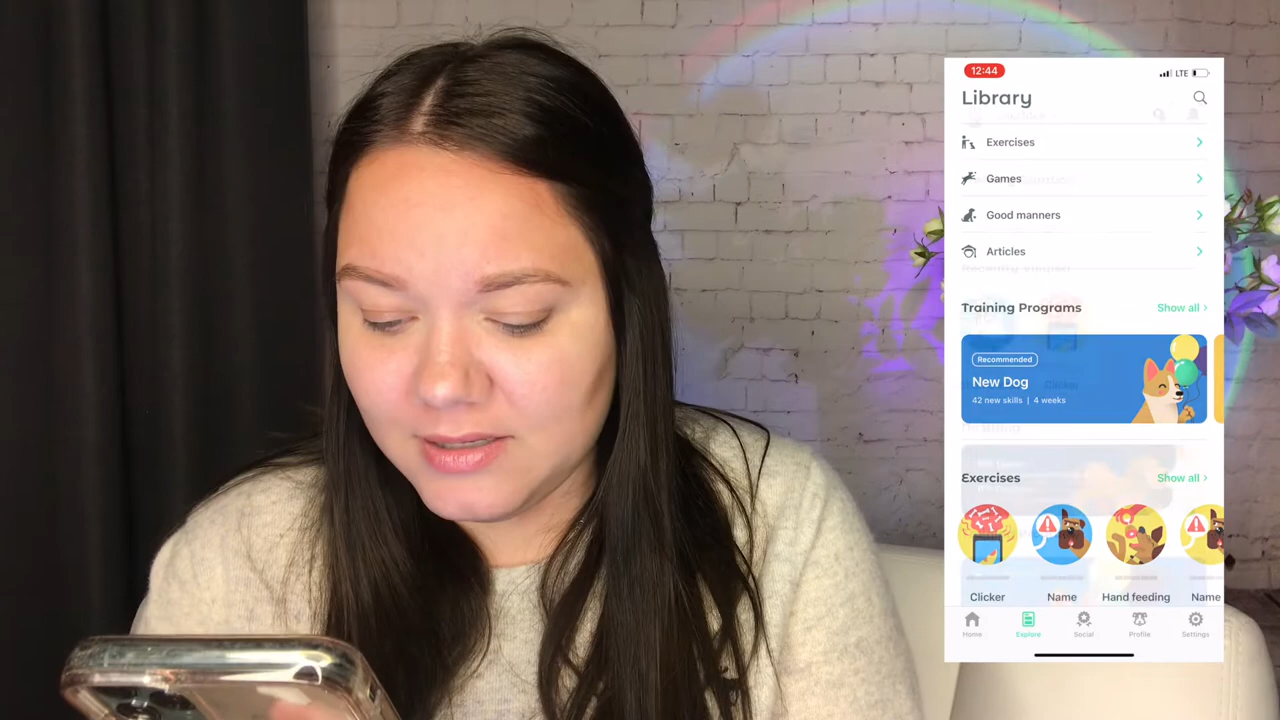 12:44
LTE
Library
Exercises
Games
Good manners
Articles
Training Programs Show all
Recommended
New Dog
42 new skills | 4 weeks
Exercises Show all
Clicker Name Hand feeding Name
Home Explore Social Profile Settings